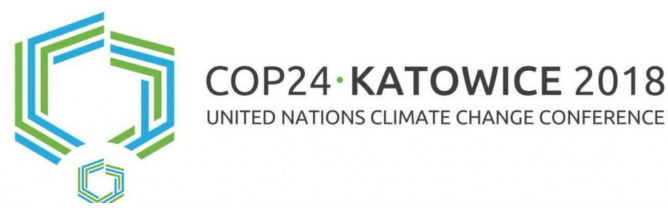 COP24·KATOWICE 2018
UNITED NATIONS CLIMATE CHANGE CONFERENCE